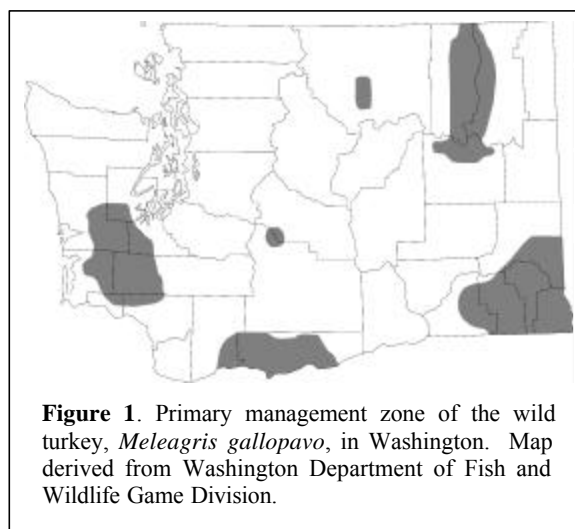 Figure 1. Primary management zone of the wild
turkey, Meleagris gallopavo, in Washington. Map
derived from Washington Department of Fish and
Wildlife Game Division.